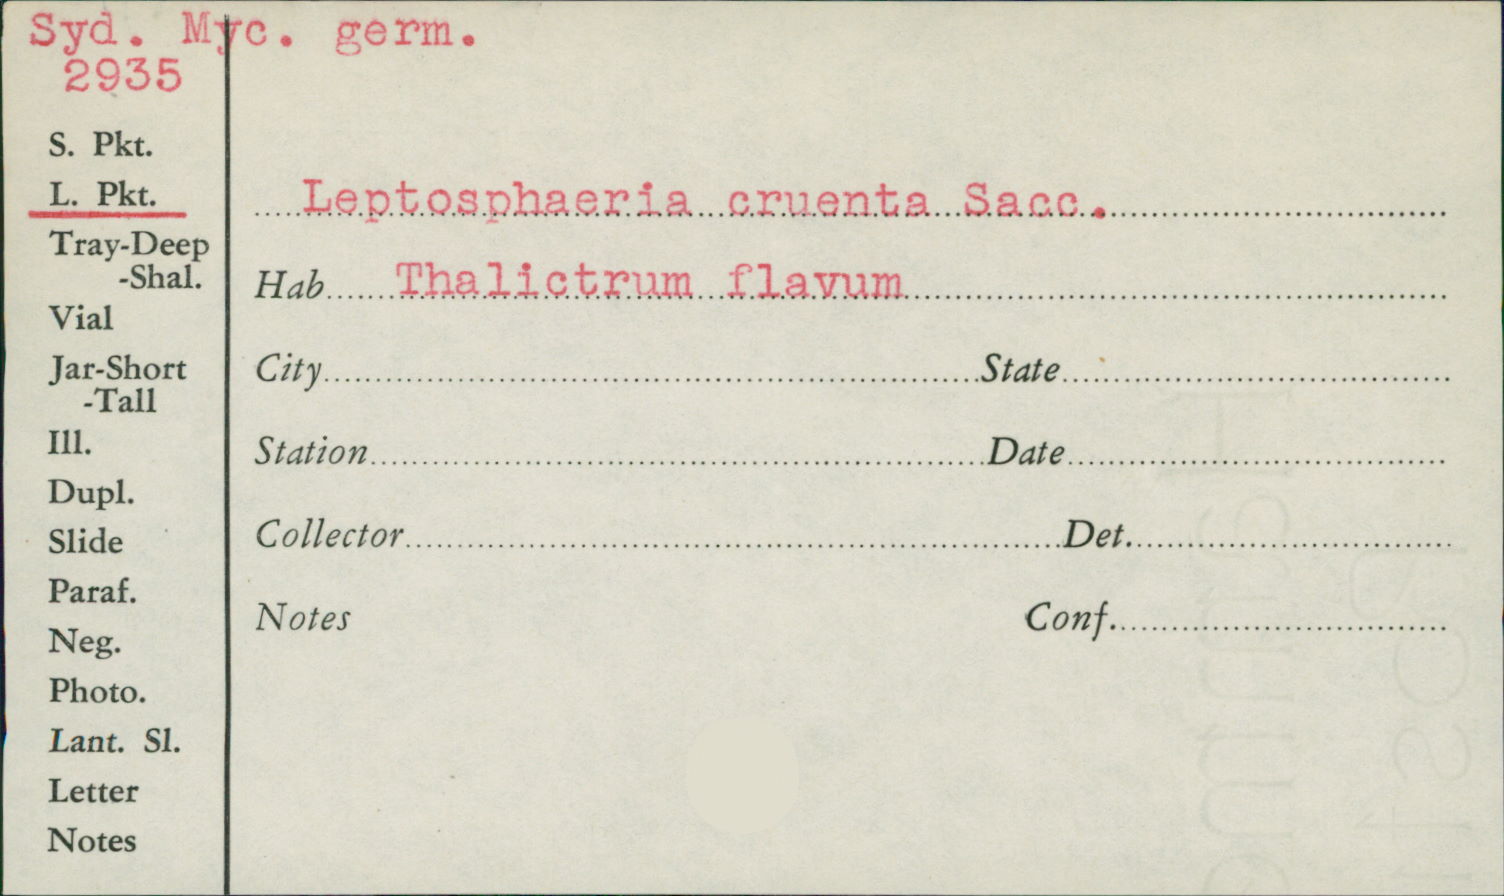 Syd. Myc. germ.
2935
S. Pkt.
L. Pkt.
Tray-Deep
-Shal.
Vial
Jar-Short
-Tall
Ill.
Dupl.
Slide
Paraf.
Neg.
Photo.
Lant. Sl.
Letter
Notes
Leptosphaeria cruenta Sacc.
Hab Thalictrum flavum
City State
Station Date
Collector Det.
Notes Conf.